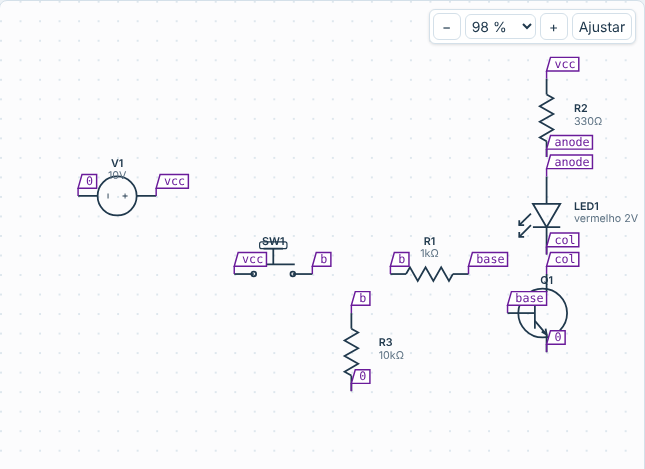 −
98 %
+
Ajustar
vcc
R2
330Ω
anode
anode
V1
10V
0
vcc
LED1
vermelho 2V
col
SW1
vcc
b
R1
1kΩ
b
base
col
Q1
base
b
0
R3
10kΩ
0